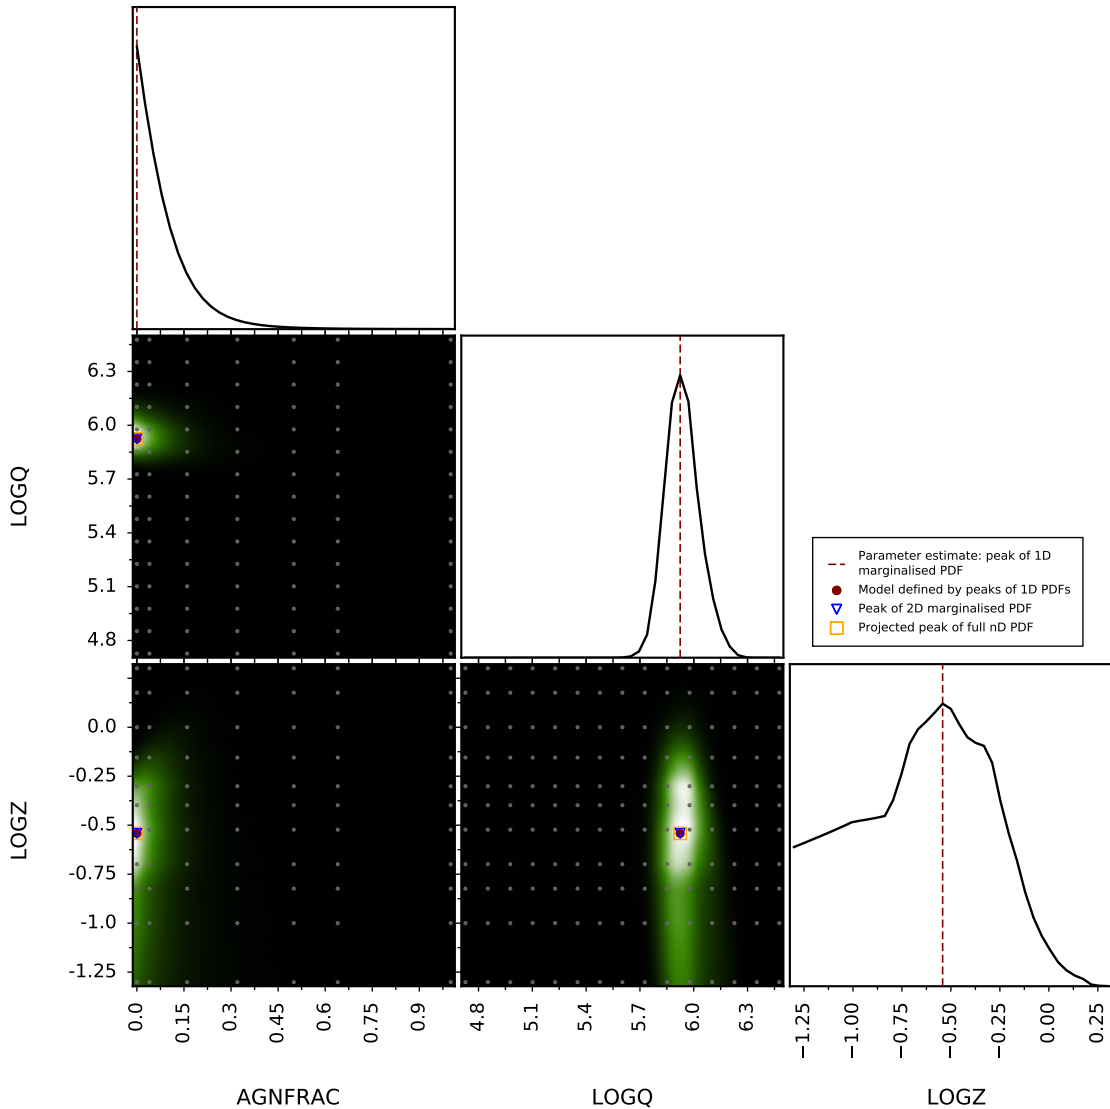 6.3
6.0
5.7
5.4
5.1
4.8
LOGQ
Parameter estimate: peak of 1D
marginalised PDF
Model defined by peaks of 1D PDFs
Peak of 2D marginalised PDF
Projected peak of full nD PDF
0.0
-0.25
-0.5
-0.75
-1.0
-1.25
LOGZ
0.0 0.15 0.3 0.45 0.6 0.75 0.9
4.8 5.1 5.4 5.7 6.0 6.3
−1.25 −1.00 −0.75 −0.50 −0.25 0.00 0.25
AGNFRAC LOGQ LOGZ